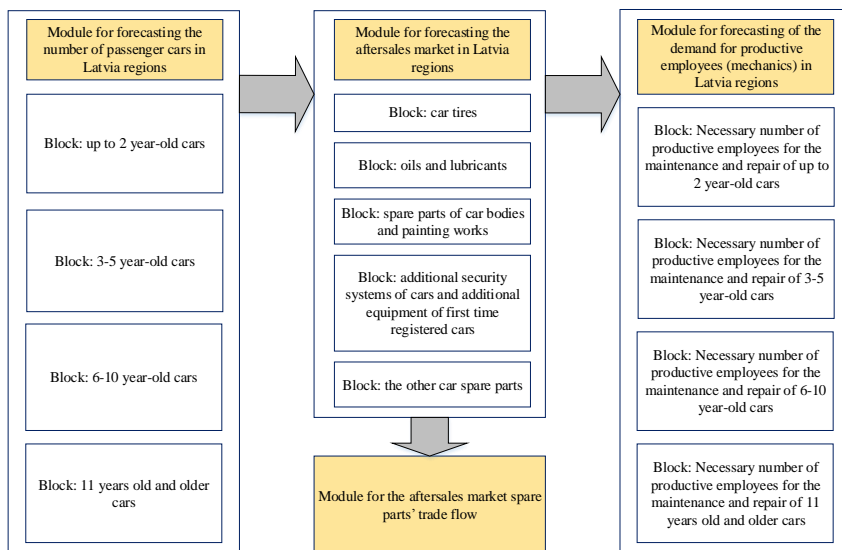 Module for forecasting the
number of passenger cars in
Latvia regions
Block: up to 2 year-old cars
Block: 3-5 year-old cars
Block: 6-10 year-old cars
Block: 11 years old and older
cars
Module for forecasting the
aftersales market in Latvia
regions
Block: car tires
Block: oils and lubricants
Block: spare parts of car bodies
and painting works
Block: additional security
systems of cars and additional
equipment of first time
registered cars
Block: the other car spare parts
Module for the aftersales market spare
parts’ trade flow
Module for forecasting of the
demand for productive
employees (mechanics) in
Latvia regions
Block: Necessary number of
productive employees for the
maintenance and repair of up to
2 year-old cars
Block: Necessary number of
productive employees for the
maintenance and repair of 3-5
year-old cars
Block: Necessary number of
productive employees for the
maintenance and repair of 6-10
year-old cars
Block: Necessary number of
productive employees for the
maintenance and repair of 11
years old and older cars